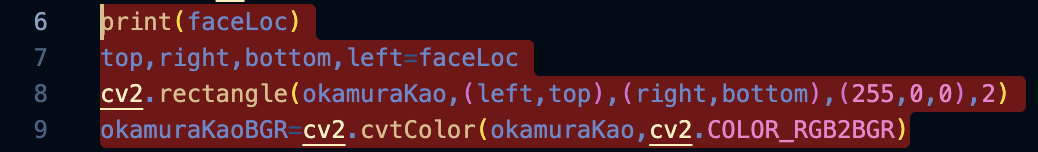 6 print(faceLoc)
7 top,right,bottom,left=faceLoc
8 cv2.rectangle(okamuraKao,(left,top),(right,bottom),(255,0,0),2)
9 okamuraKaoBGR=cv2.cvtColor(okamuraKao,cv2.COLOR_RGB2BGR)